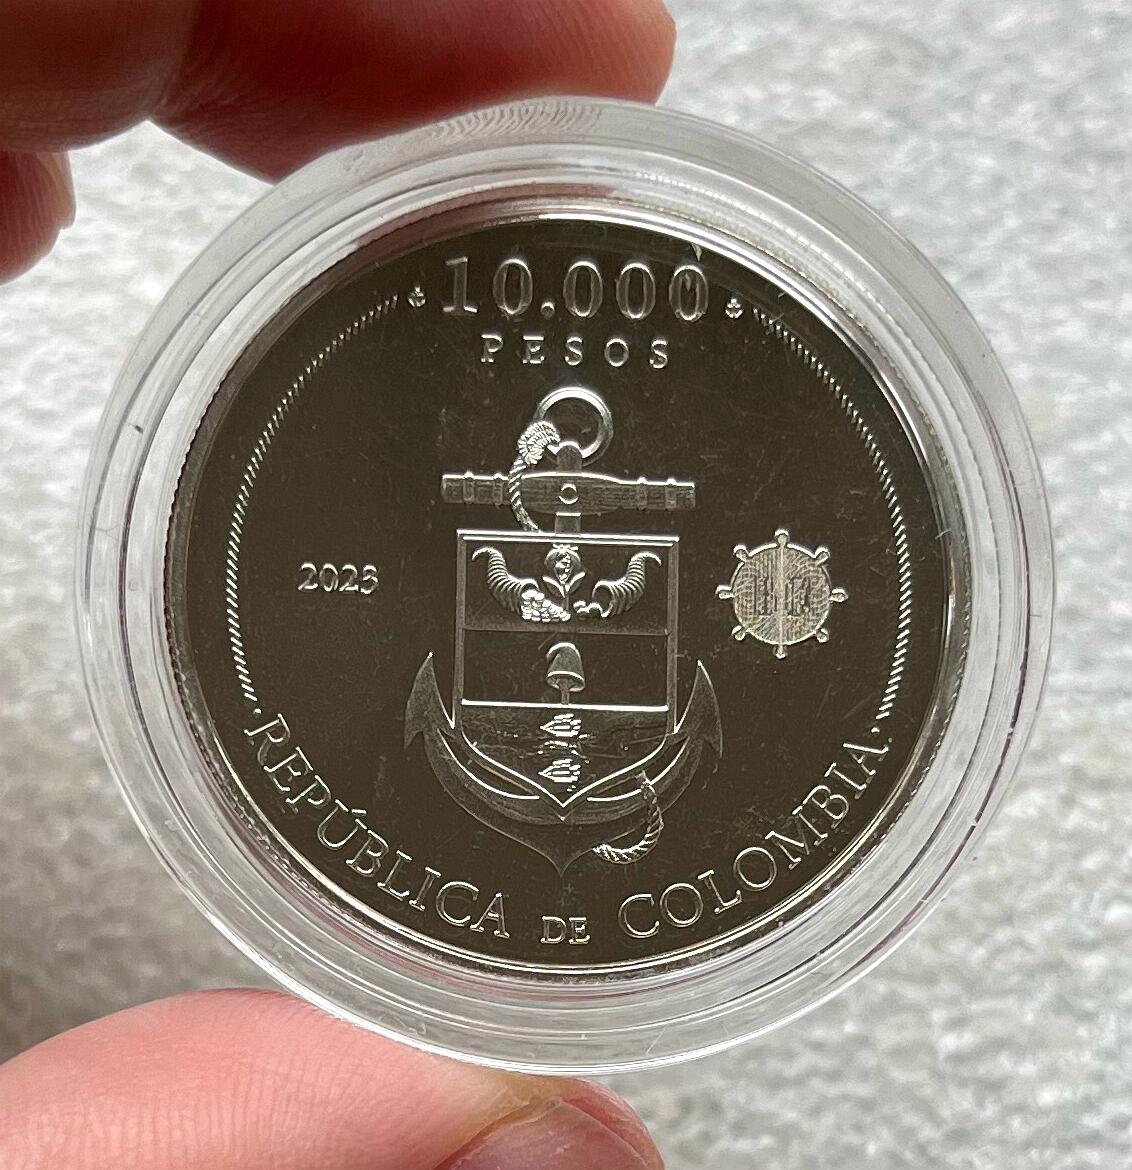 10.000
PESOS
2023
REPÚBLICA DE COLOMBIA